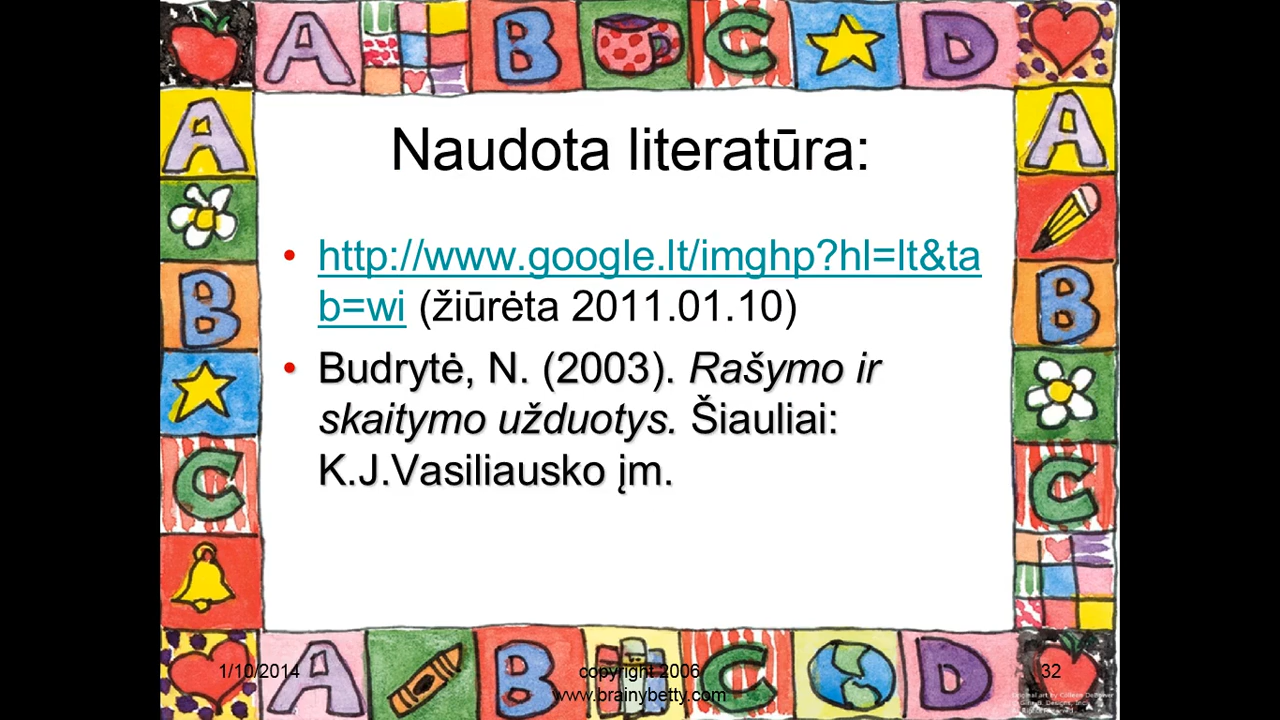 A B C D
A A
Naudota literatūra:
http://www.google.lt/imghp?hl=lt&ta
b=wi (žiūrėta 2011.01.10)
B B
Budrytė, N. (2003). Rašymo ir
skaitymo užduotys. Šiauliai:
K.J.Vasiliausko įm.
C C
A B C D
1/10/2014 copyright 2006 32
www.brainybetty.com